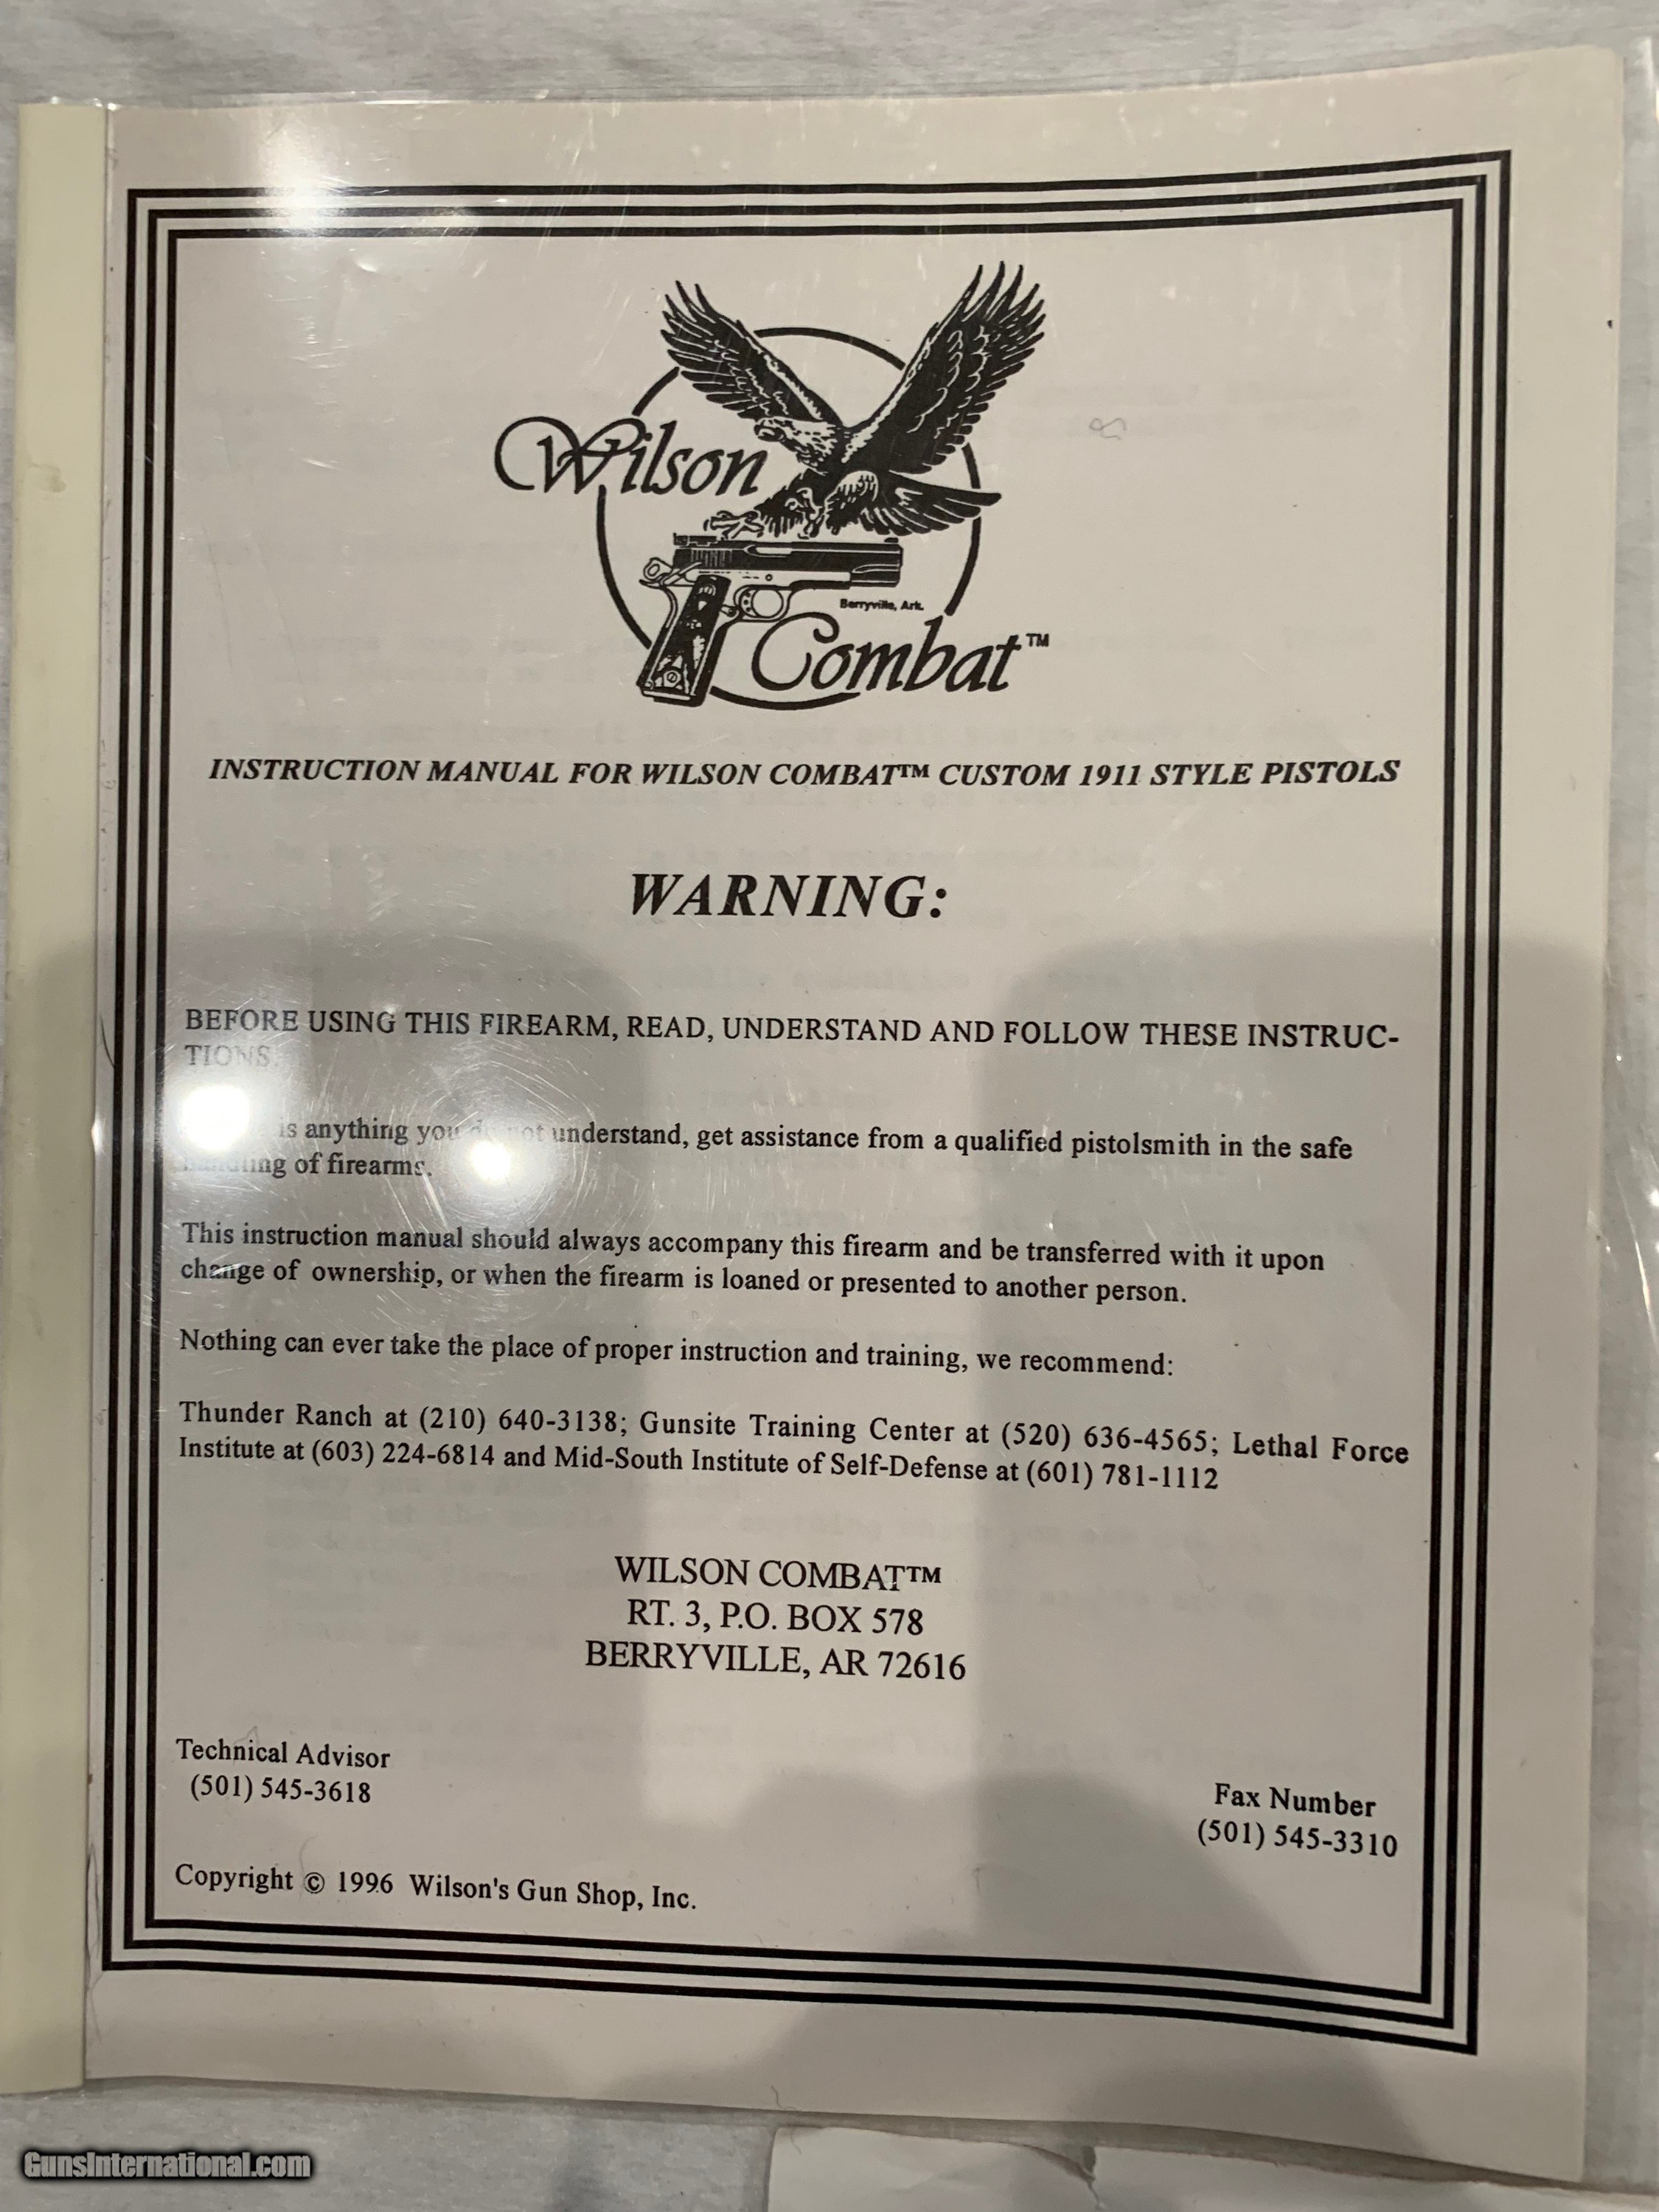 Wilson
Berryville, Ark.
Combat™
INSTRUCTION MANUAL FOR WILSON COMBAT™ CUSTOM 1911 STYLE PISTOLS
WARNING:
BEFORE USING THIS FIREARM, READ, UNDERSTAND AND FOLLOW THESE INSTRUC-
TIONS.
is anything you do not understand, get assistance from a qualified pistolsmith in the safe
handling of firearms.
This instruction manual should always accompany this firearm and be transferred with it upon
change of ownership, or when the firearm is loaned or presented to another person.
Nothing can ever take the place of proper instruction and training, we recommend:
Thunder Ranch at (210) 640-3138; Gunsite Training Center at (520) 636-4565; Lethal Force
Institute at (603) 224-6814 and Mid-South Institute of Self-Defense at (601) 781-1112
WILSON COMBAT™
RT. 3, P.O. BOX 578
BERRYVILLE, AR 72616
Technical Advisor
(501) 545-3618
Fax Number
(501) 545-3310
Copyright © 1996 Wilson's Gun Shop, Inc.
GunsInternational.com